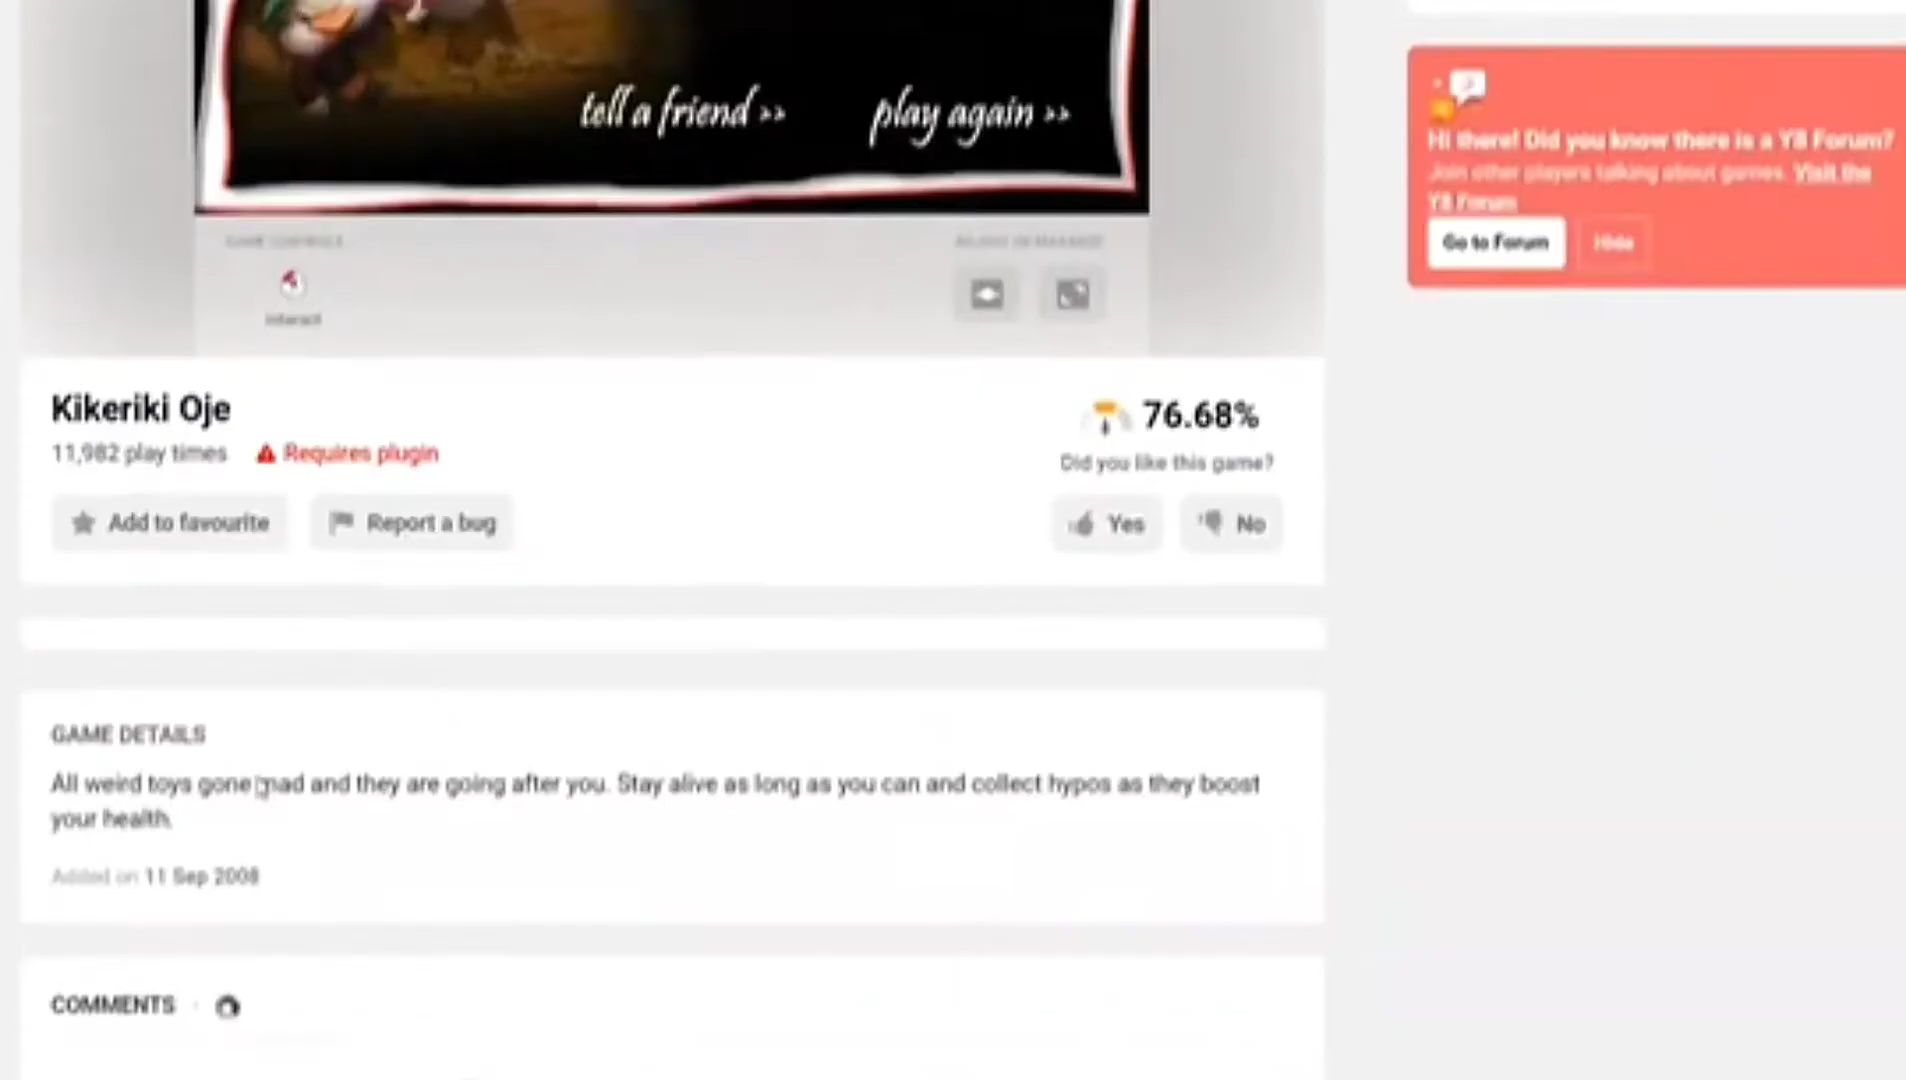 tell a friend >>
play again >>
Hi there! Did you know there is a Y8 Forum?
Join other players talking about games. Visit the
Y8 Forum
Go to Forum
Hide
GAME CONTROLS
Interact
Kikeriki Oje
76.68%
11,982 play times
Requires plugin
Did you like this game?
Add to favourite
Report a bug
Yes
No
GAME DETAILS
All weird toys gone mad and they are going after you. Stay alive as long as you can and collect hypos as they boost
your health.
Added on 11 Sep 2008
COMMENTS